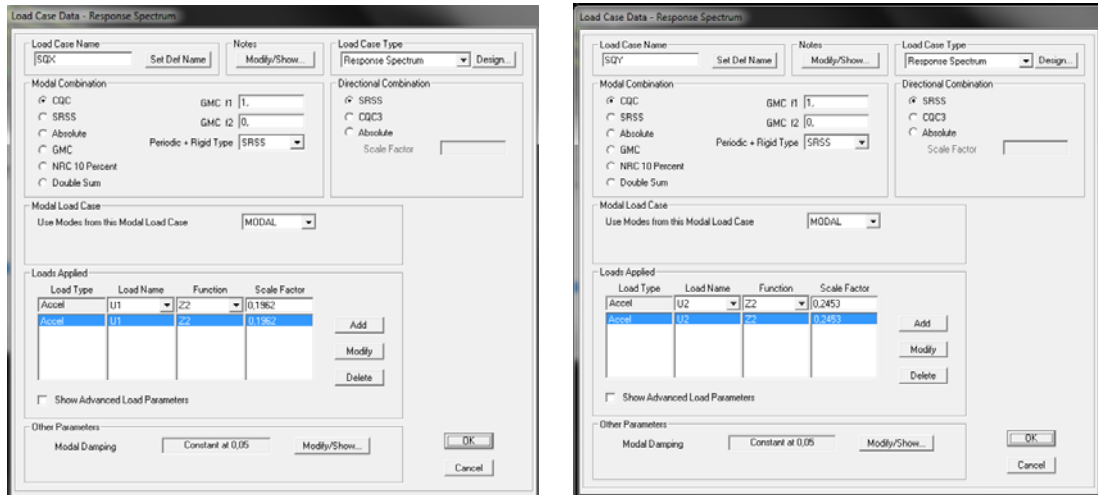 Load Case Data - Response Spectrum
Load Case Name
Notes
Load Case Type
SQX
Set Def Name
Modify/Show...
Response Spectrum
Design...
Modal Combination
Directional Combination
CQC
GMC f1
1,
SRSS
SRSS
GMC f2
0,
CQC3
Absolute
Periodic + Rigid Type
SRSS
Absolute
GMC
Scale Factor
NRC 10 Percent
Double Sum
Modal Load Case
Use Modes from this Modal Load Case
MODAL
Loads Applied
Load Type Load Name Function Scale Factor
Accel U1 Z2 0,1962
Accel U1 Z2 0,1962
Add
Modify
Delete
Show Advanced Load Parameters
Other Parameters
Modal Damping
Constant at 0,05
Modify/Show...
OK
Cancel
Load Case Data - Response Spectrum
Load Case Name
Notes
Load Case Type
SQY
Set Def Name
Modify/Show...
Response Spectrum
Design...
Modal Combination
Directional Combination
CQC
GMC f1
1,
SRSS
SRSS
GMC f2
0,
CQC3
Absolute
Periodic + Rigid Type
SRSS
Absolute
GMC
Scale Factor
NRC 10 Percent
Double Sum
Modal Load Case
Use Modes from this Modal Load Case
MODAL
Loads Applied
Load Type Load Name Function Scale Factor
Accel U2 Z2 0,2453
Accel U2 Z2 0,2453
Add
Modify
Delete
Show Advanced Load Parameters
Other Parameters
Modal Damping
Constant at 0,05
Modify/Show...
OK
Cancel